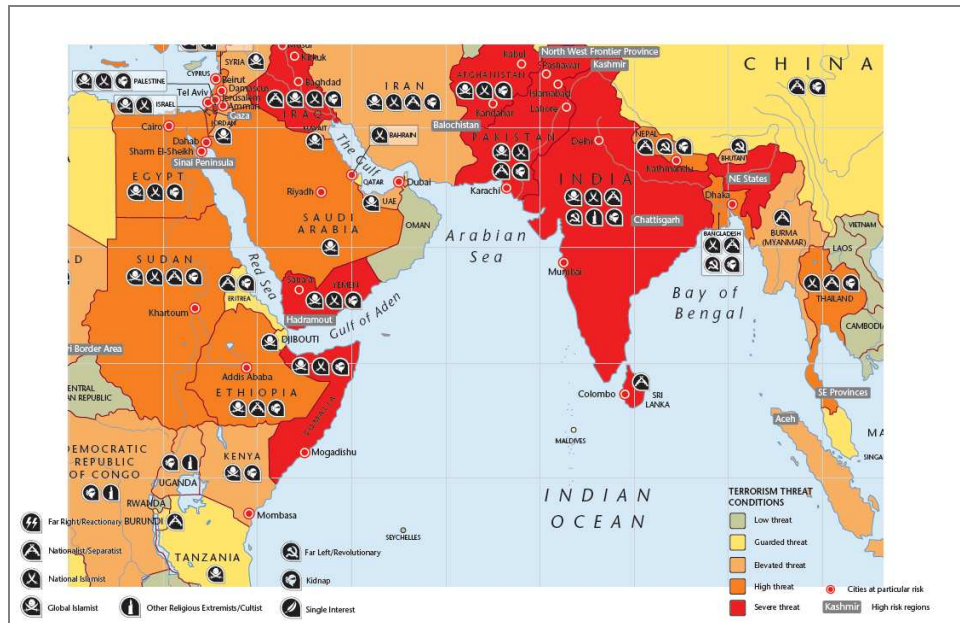 CYPRUS
SYRIA
Mosul
Kirkuk
Beirut
Damascus
Baghdad
PALESTINE
ISRAEL
Tel Aviv
Jerusalem
Amman
Gaza
JORDAN
IRAQ
KUWAIT
IRAN
AFGHANISTAN
Kabul
North West Frontier Province
Peshawar
Kashmir
Islamabad
Kandahar
Lahore
Balochistan
PAKISTAN
CHINA
Cairo
Dahab
Sharm El-Sheikh
Sinai Peninsula
EGYPT
The Gulf
BAHRAIN
QATAR
Dubai
UAE
Riyadh
SAUDI
ARABIA
OMAN
Karachi
Delhi
NEPAL
Kathmandu
BHUTAN
NE States
Dhaka
INDIA
Chattisgarh
BANGLADESH
BURMA
(MYANMAR)
VIETNAM
LAOS
Arabian
Sea
Mumbai
Bay of
Bengal
THAILAND
CAMBODIA
SUDAN
Red Sea
ERITREA
Khartoum
Sana'a
YEMEN
Hadramout
Gulf of Aden
DJIBOUTI
ri Border Area
CENTRAL
AN REPUBLIC
Addis Ababa
ETHIOPIA
SOMALIA
Mogadishu
Colombo
SRI
LANKA
SE Provinces
Aceh
MALDIVES
MA
SINGA
DEMOCRATIC
REPUBLIC
OF CONGO
UGANDA
KENYA
RWANDA
BURUNDI
Mombasa
TANZANIA
SEYCHELLES
INDIAN
OCEAN
Far Right/Reactionary
Nationalist/Separatist
National Islamist
Global Islamist
Other Religious Extremists/Cultist
Far Left/Revolutionary
Kidnap
Single Interest
TERRORISM THREAT
CONDITIONS
Low threat
Guarded threat
Elevated threat
High threat
Severe threat
Cities at particular risk
Kashmir
High risk regions